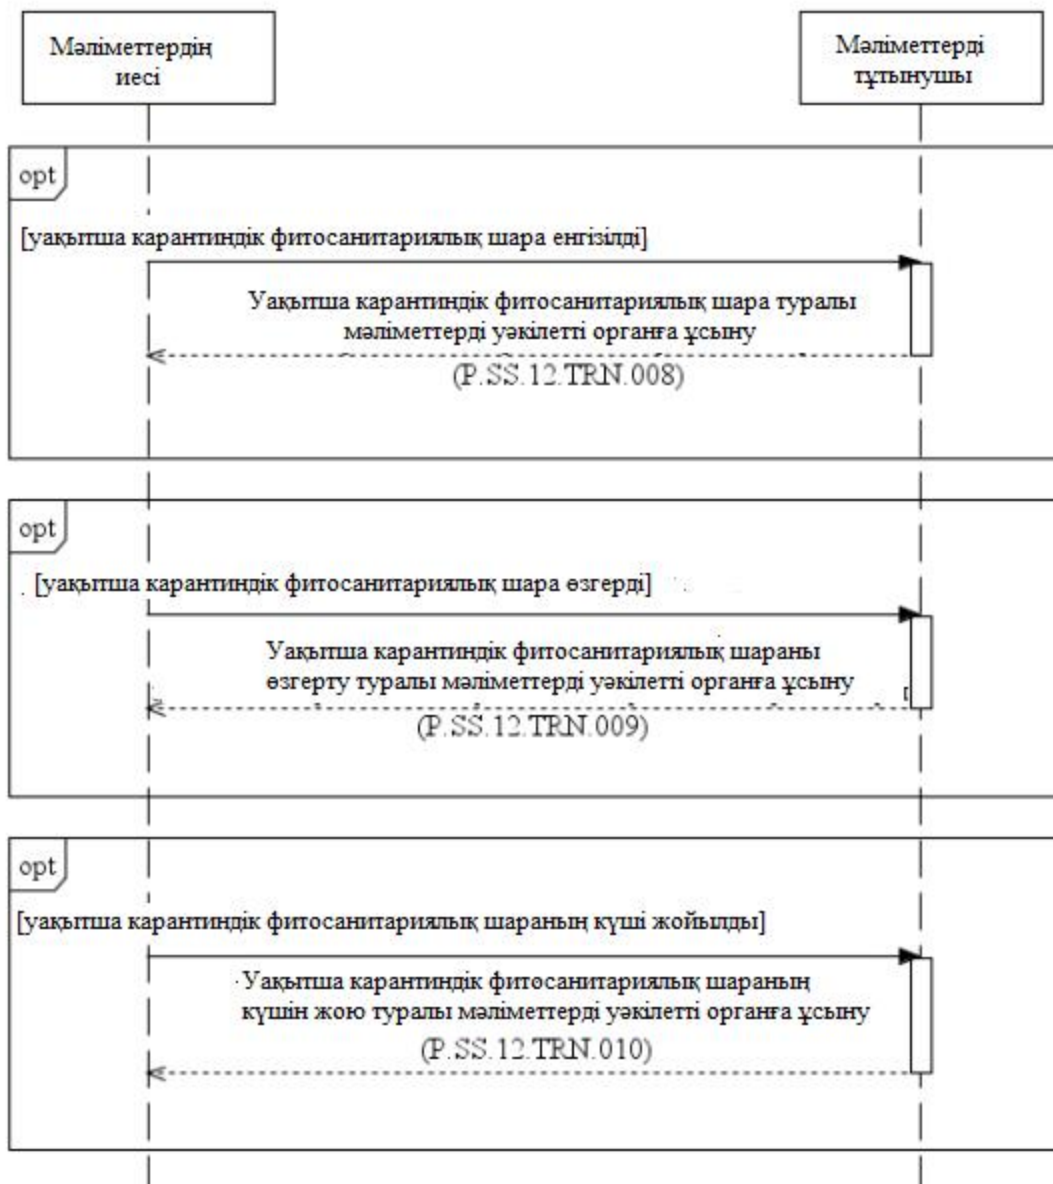 Мәліметтердің
иесі
Мәліметтерді
тұтынушы
opt
[уақытша карантиндік фитосанитариялық шара енгізілді]
Уақытша карантиндік фитосанитариялық шара туралы
мәліметтерді уәкілетті органға ұсыну
(P.SS.12.TRN.008)
opt
[уақытша карантиндік фитосанитариялық шара өзгерді]
Уақытша карантиндік фитосанитариялық шараны
өзгерту туралы мәліметтерді уәкілетті органға ұсыну
(P.SS.12.TRN.009)
opt
[уақытша карантиндік фитосанитариялық шараның күші жойылды]
Уақытша карантиндік фитосанитариялық шараның
күшін жою туралы мәліметтерді уәкілетті органға ұсыну
(P.SS.12.TRN.010)